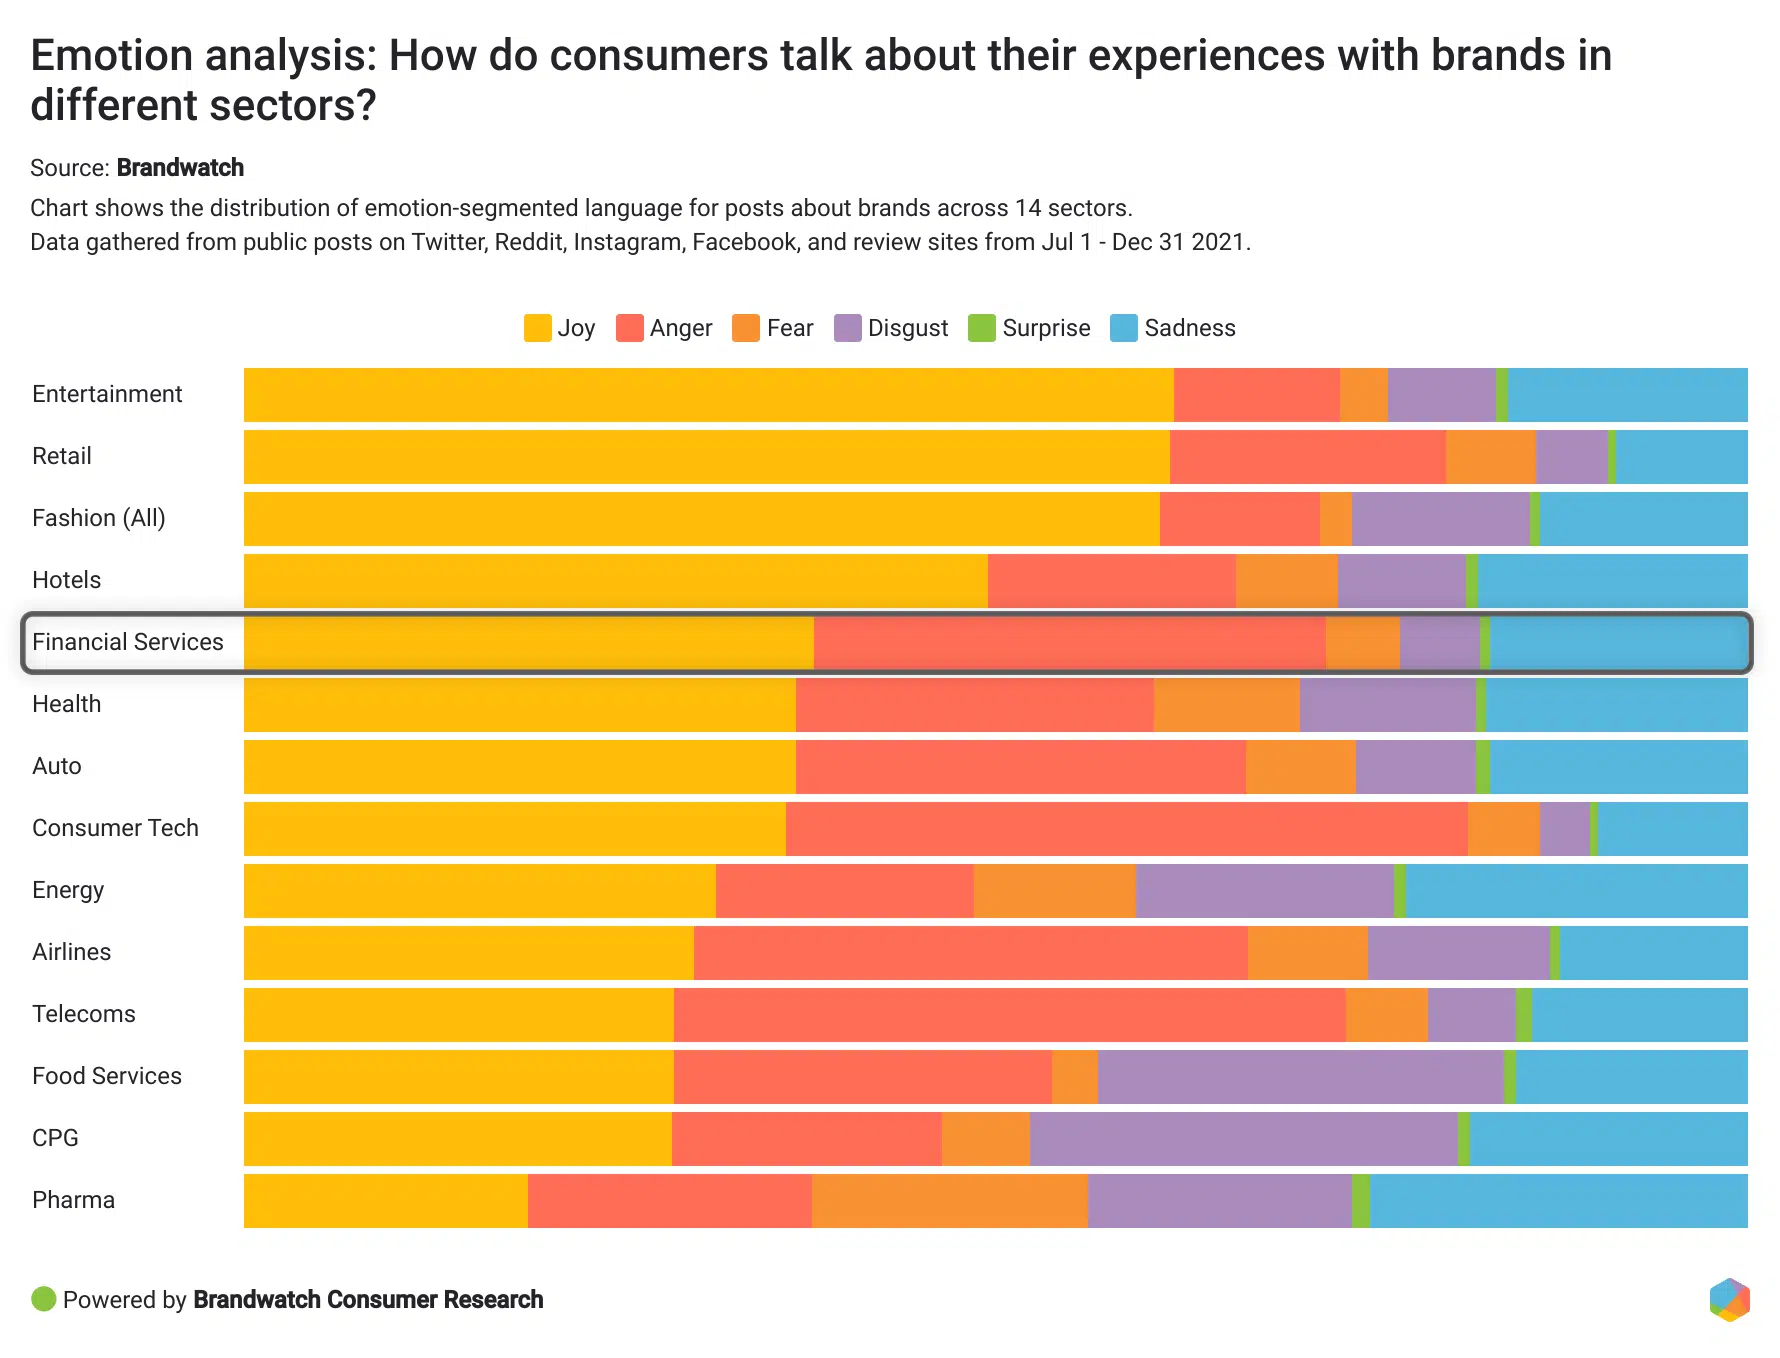 Emotion analysis: How do consumers talk about their experiences with brands in
different sectors?
Source: Brandwatch
Chart shows the distribution of emotion-segmented language for posts about brands across 14 sectors.
Data gathered from public posts on Twitter, Reddit, Instagram, Facebook, and review sites from Jul 1 - Dec 31 2021.
Joy Anger Fear Disgust Surprise Sadness
Entertainment
Retail
Fashion (All)
Hotels
Financial Services
Health
Auto
Consumer Tech
Energy
Airlines
Telecoms
Food Services
CPG
Pharma
Powered by Brandwatch Consumer Research